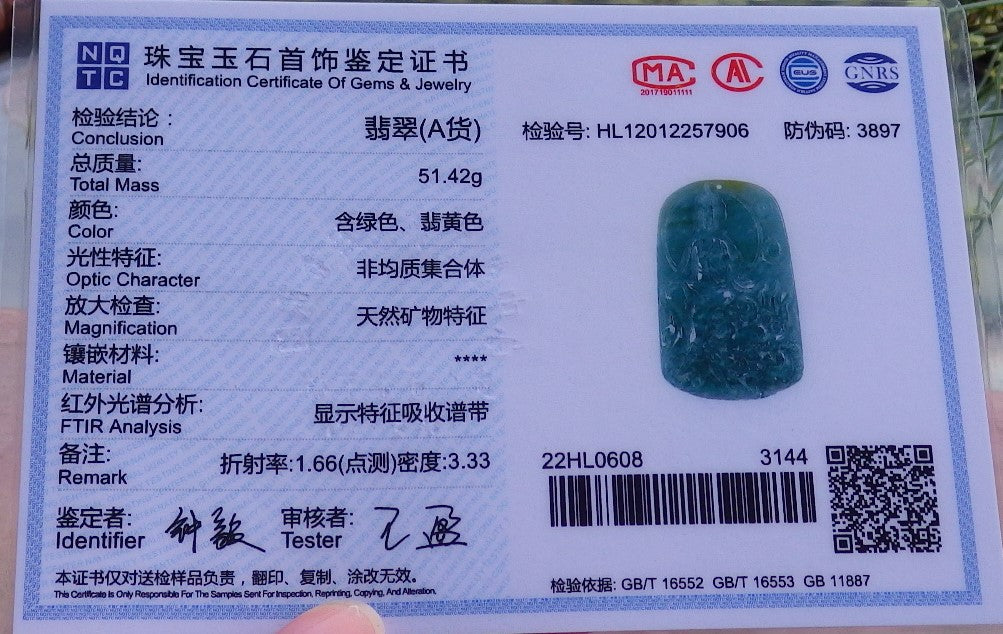 NQ
TC
珠宝玉石首饰鉴定证书
Identification Certificate Of Gems & Jewelry
检验结论:
Conclusion
翡翠(A货)
总质量:
Total Mass
51.42g
颜色:
Color
含绿色、翡黄色
光性特征:
Optic Character
非均质集合体
放大检查:
Magnification
天然矿物特征
镶嵌材料:
Material
****
红外光谱分析:
FTIR Analysis
显示特征吸收谱带
备注:
Remark
折射率:1.66(点测)密度:3.33
鉴定者:
Identifier
审核者:
Tester
本证书仅对送检样品负责，翻印、复制、涂改无效。
This Certificate Is Only Responsible For The Samples Sent For Inspection, Reprinting, Copying, And Alteration.
MA
201719011111
GNRS
检验号: HL12012257906 防伪码: 3897
22HL0608 3144
检验依据: GB/T 16552 GB/T 16553 GB 11887